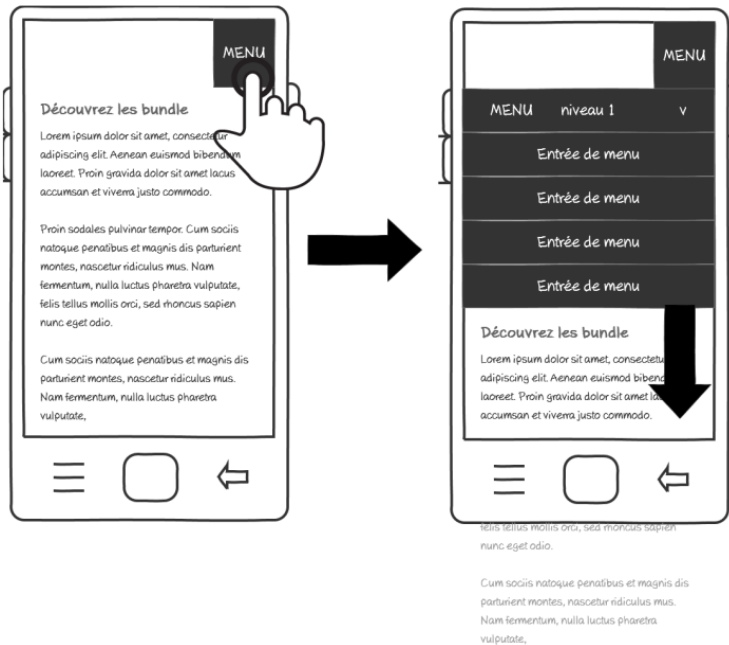 MENU
Découvrez les bundle
Lorem ipsum dolor sit amet, consectetur
adipiscing elit. Aenean euismod bibendum
laoreet. Proin gravida dolor sit amet lacus
accumsan et viverra justo commodo.
Proin sodales pulvinar tempor. Cum sociis
natoque penatibus et magnis dis parturient
montes, nascetur ridiculus mus. Nam
fermentum, nulla luctus pharetra vulputate,
felis tellus mollis orci, sed rhoncus sapien
nunc eget odio.
Cum sociis natoque penatibus et magnis dis
parturient montes, nascetur ridiculus mus.
Nam fermentum, nulla luctus pharetra
vulputate,
MENU
MENU niveau 1 v
Entrée de menu
Entrée de menu
Entrée de menu
Entrée de menu
Découvrez les bundle
Lorem ipsum dolor sit amet, consectetu
adipiscing elit. Aenean euismod biben
laoreet. Proin gravida dolor sit amet la
accumsan et viverra justo commodo.
felis tellus mollis orci, sed rhoncus sapien
nunc eget odio.
Cum sociis natoque penatibus et magnis dis
parturient montes, nascetur ridiculus mus.
Nam fermentum, nulla luctus pharetra
vulputate,